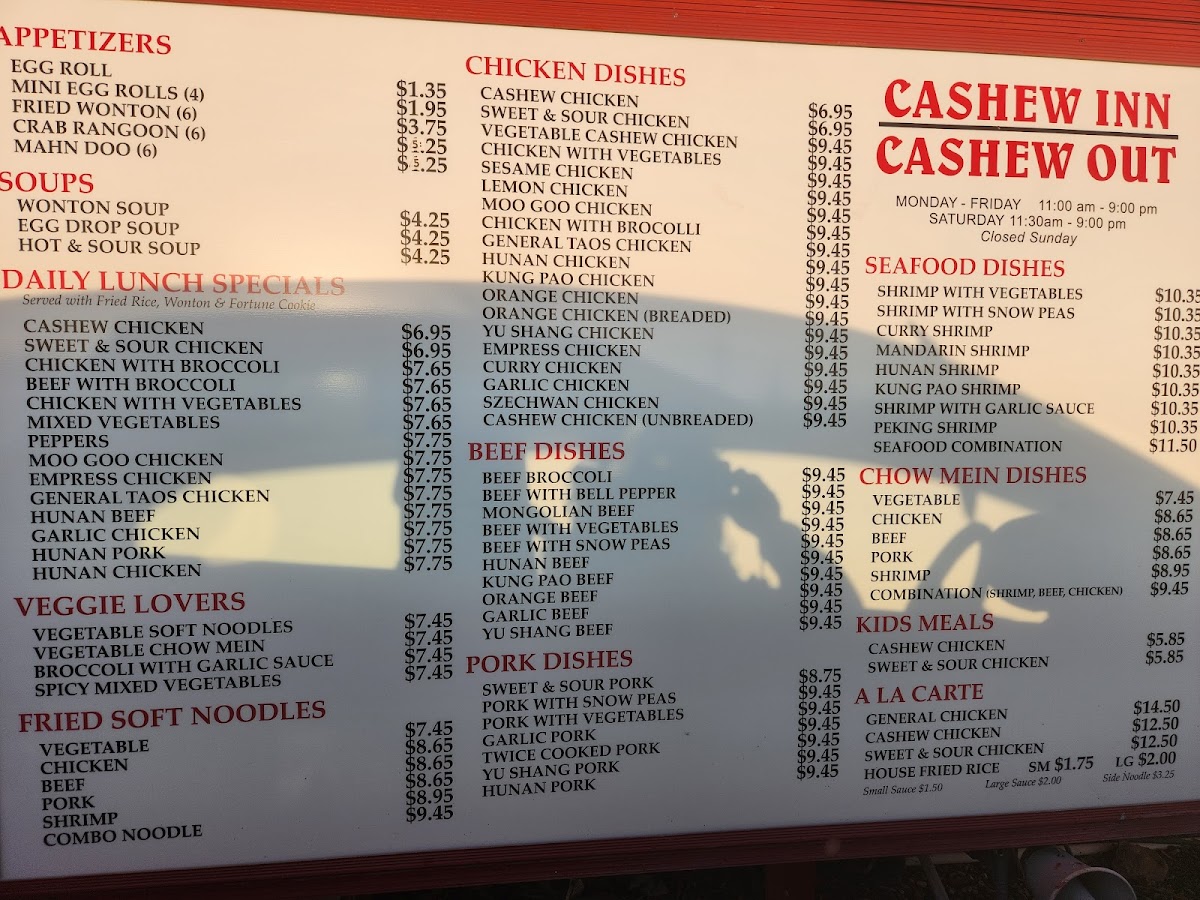 APPETIZERS
EGG ROLL $1.35
MINI EGG ROLLS (4) $1.95
FRIED WONTON (6) $3.75
CRAB RANGOON (6) $5.25
MAHN DOO (6) $5.25
SOUPS
WONTON SOUP $4.25
EGG DROP SOUP $4.25
HOT & SOUR SOUP $4.25
DAILY LUNCH SPECIALS
Served with Fried Rice, Wonton & Fortune Cookie
CASHEW CHICKEN $6.95
SWEET & SOUR CHICKEN $6.95
CHICKEN WITH BROCCOLI $7.65
BEEF WITH BROCCOLI $7.65
CHICKEN WITH VEGETABLES $7.65
MIXED VEGETABLES $7.65
PEPPERS $7.75
MOO GOO CHICKEN $7.75
EMPRESS CHICKEN $7.75
GENERAL TAOS CHICKEN $7.75
HUNAN BEEF $7.75
GARLIC CHICKEN $7.75
HUNAN PORK $7.75
HUNAN CHICKEN $7.75
VEGGIE LOVERS
VEGETABLE SOFT NOODLES $7.45
VEGETABLE CHOW MEIN $7.45
BROCCOLI WITH GARLIC SAUCE $7.45
SPICY MIXED VEGETABLES $7.45
FRIED SOFT NOODLES
VEGETABLE $7.45
CHICKEN $8.65
BEEF $8.65
PORK $8.65
SHRIMP $8.95
COMBO NOODLE $9.45
CHICKEN DISHES
CASHEW CHICKEN $6.95
SWEET & SOUR CHICKEN $6.95
VEGETABLE CASHEW CHICKEN $9.45
CHICKEN WITH VEGETABLES $9.45
SESAME CHICKEN $9.45
LEMON CHICKEN $9.45
MOO GOO CHICKEN $9.45
CHICKEN WITH BROCOLLI $9.45
GENERAL TAOS CHICKEN $9.45
HUNAN CHICKEN $9.45
KUNG PAO CHICKEN $9.45
ORANGE CHICKEN $9.45
ORANGE CHICKEN (BREADED) $9.45
YU SHANG CHICKEN $9.45
EMPRESS CHICKEN $9.45
CURRY CHICKEN $9.45
GARLIC CHICKEN $9.45
SZECHWAN CHICKEN $9.45
CASHEW CHICKEN (UNBREADED) $9.45
BEEF DISHES
BEEF BROCCOLI $9.45
BEEF WITH BELL PEPPER $9.45
MONGOLIAN BEEF $9.45
BEEF WITH VEGETABLES $9.45
BEEF WITH SNOW PEAS $9.45
HUNAN BEEF $9.45
KUNG PAO BEEF $9.45
ORANGE BEEF $9.45
GARLIC BEEF $9.45
YU SHANG BEEF $9.45
PORK DISHES
SWEET & SOUR PORK $8.75
PORK WITH SNOW PEAS $9.45
PORK WITH VEGETABLES $9.45
GARLIC PORK $9.45
TWICE COOKED PORK $9.45
YU SHANG PORK $9.45
HUNAN PORK $9.45
CASHEW INN
CASHEW OUT
MONDAY - FRIDAY 11:00 am - 9:00 pm
SATURDAY 11:30am - 9:00 pm
Closed Sunday
SEAFOOD DISHES
SHRIMP WITH VEGETABLES $10.35
SHRIMP WITH SNOW PEAS $10.35
CURRY SHRIMP $10.35
MANDARIN SHRIMP $10.35
HUNAN SHRIMP $10.35
KUNG PAO SHRIMP $10.35
SHRIMP WITH GARLIC SAUCE $10.35
PEKING SHRIMP $10.35
SEAFOOD COMBINATION $11.50
CHOW MEIN DISHES
VEGETABLE $7.45
CHICKEN $8.65
BEEF $8.65
PORK $8.65
SHRIMP $8.95
COMBINATION (SHRIMP, BEEF, CHICKEN) $9.45
KIDS MEALS
CASHEW CHICKEN $5.85
SWEET & SOUR CHICKEN $5.85
A LA CARTE
GENERAL CHICKEN $14.50
CASHEW CHICKEN $12.50
SWEET & SOUR CHICKEN $12.50
HOUSE FRIED RICE SM $1.75 LG $2.00
Small Sauce $1.50 Large Sauce $2.00 Side Noodle $3.25